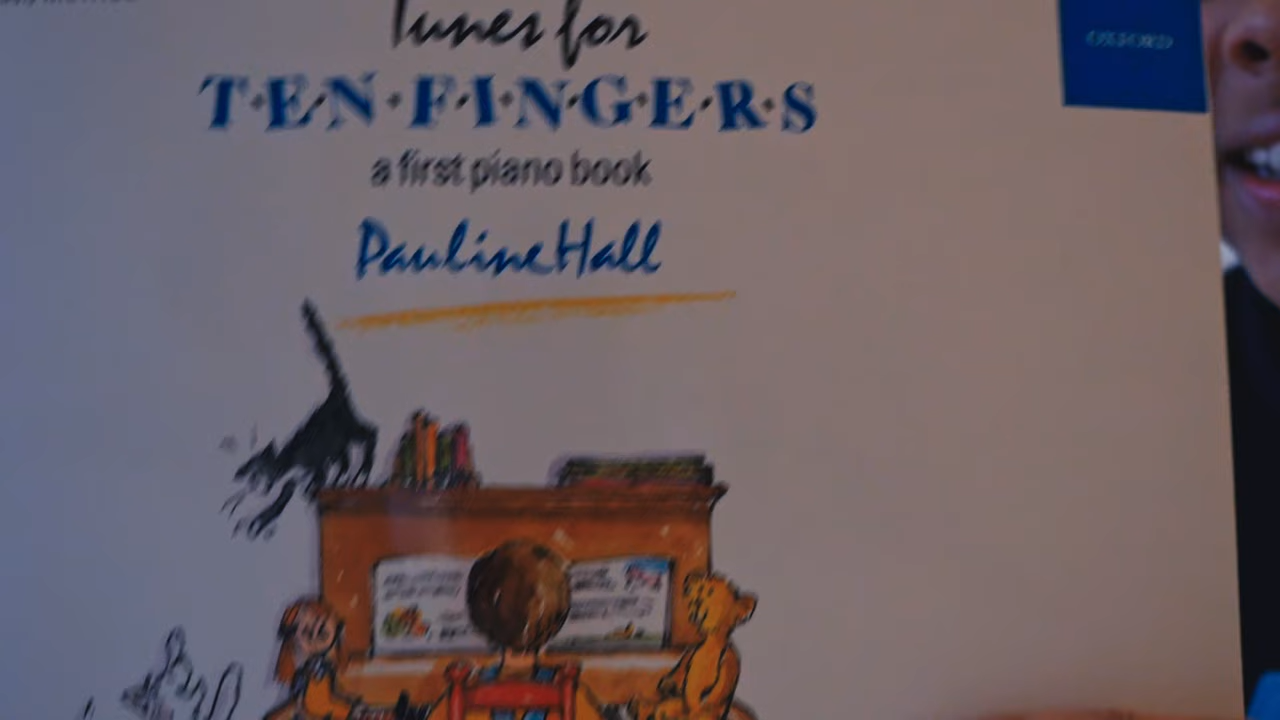 Tunes for
T·E·N·F·I·N·G·E·R·S
a first piano book
Pauline Hall
OXFORD